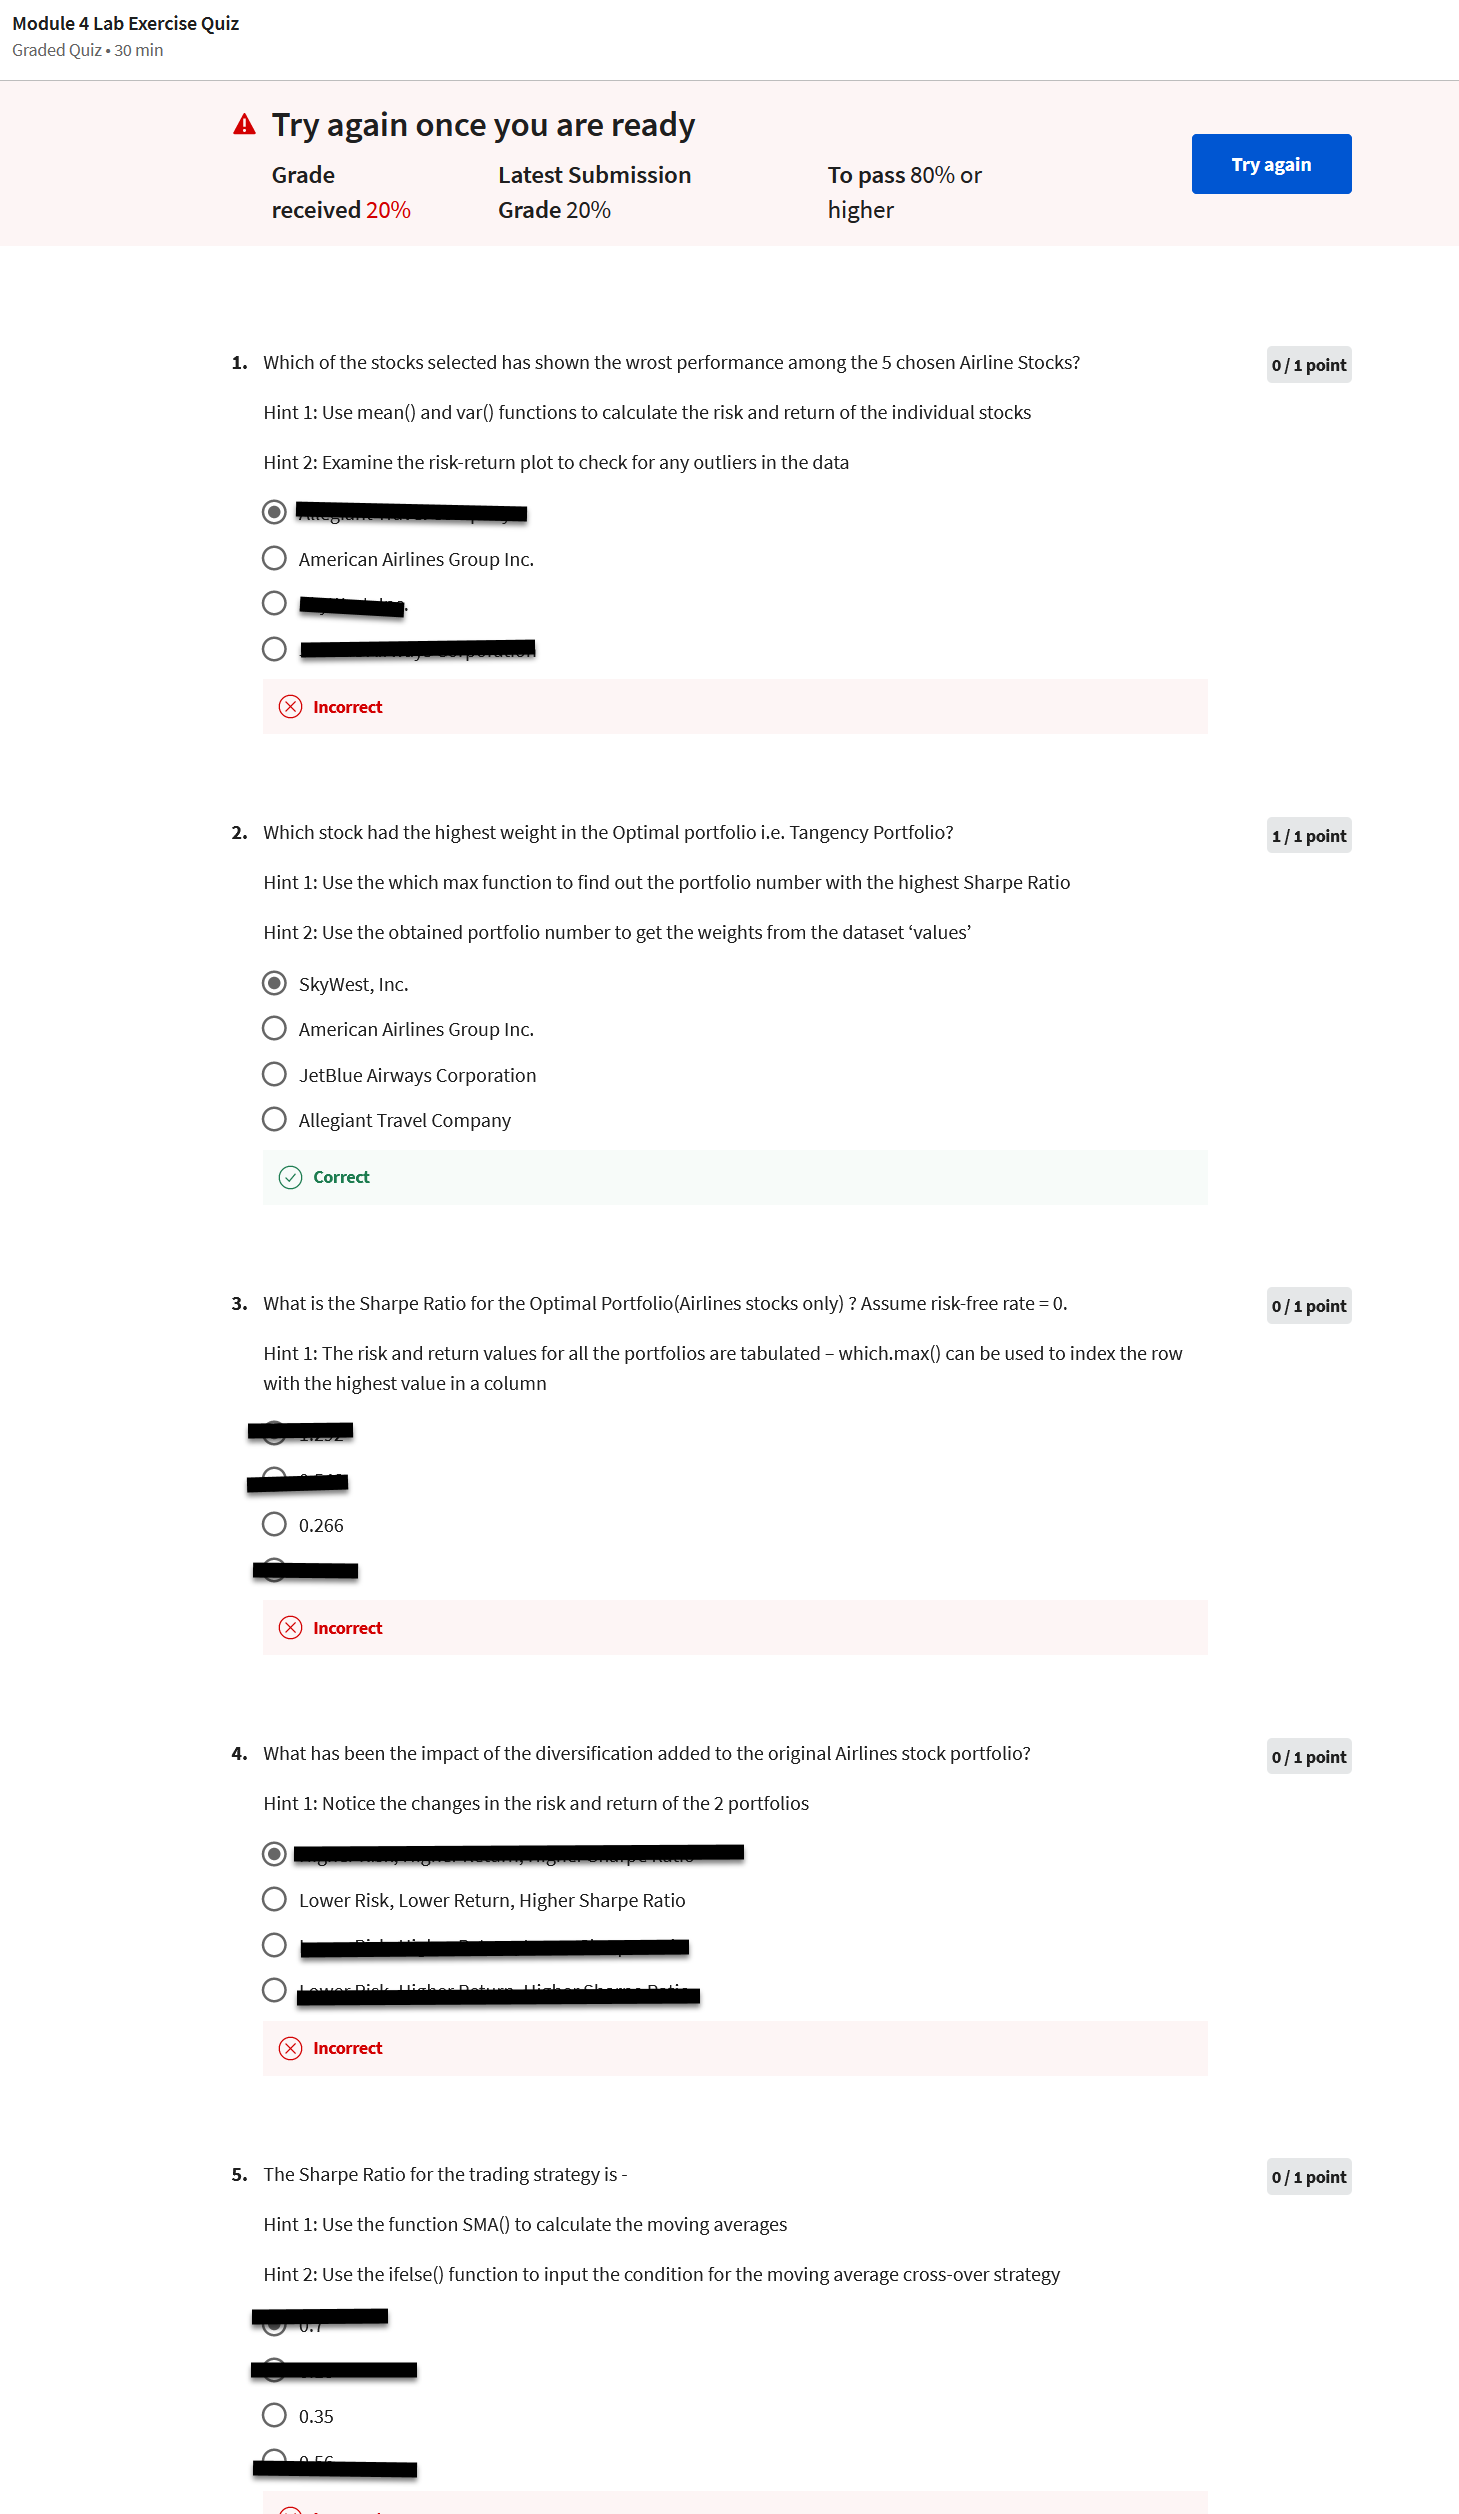 Module 4 Lab Exercise Quiz
Graded Quiz • 30 min
Try again once you are ready
Grade received 20%
Latest Submission Grade 20%
To pass 80% or higher
Try again
1. Which of the stocks selected has shown the wrost performance among the 5 chosen Airline Stocks?
0 / 1 point
Hint 1: Use mean() and var() functions to calculate the risk and return of the individual stocks
Hint 2: Examine the risk-return plot to check for any outliers in the data
American Airlines Group Inc.
Incorrect
2. Which stock had the highest weight in the Optimal portfolio i.e. Tangency Portfolio?
1 / 1 point
Hint 1: Use the which max function to find out the portfolio number with the highest Sharpe Ratio
Hint 2: Use the obtained portfolio number to get the weights from the dataset ‘values’
SkyWest, Inc.
American Airlines Group Inc.
JetBlue Airways Corporation
Allegiant Travel Company
Correct
3. What is the Sharpe Ratio for the Optimal Portfolio(Airlines stocks only) ? Assume risk-free rate = 0.
0 / 1 point
Hint 1: The risk and return values for all the portfolios are tabulated – which.max() can be used to index the row
with the highest value in a column
0.266
Incorrect
4. What has been the impact of the diversification added to the original Airlines stock portfolio?
0 / 1 point
Hint 1: Notice the changes in the risk and return of the 2 portfolios
Lower Risk, Lower Return, Higher Sharpe Ratio
Lower Risk, Higher Return, Higher Sharpe Ratio
Incorrect
5. The Sharpe Ratio for the trading strategy is -
0 / 1 point
Hint 1: Use the function SMA() to calculate the moving averages
Hint 2: Use the ifelse() function to input the condition for the moving average cross-over strategy
0.35